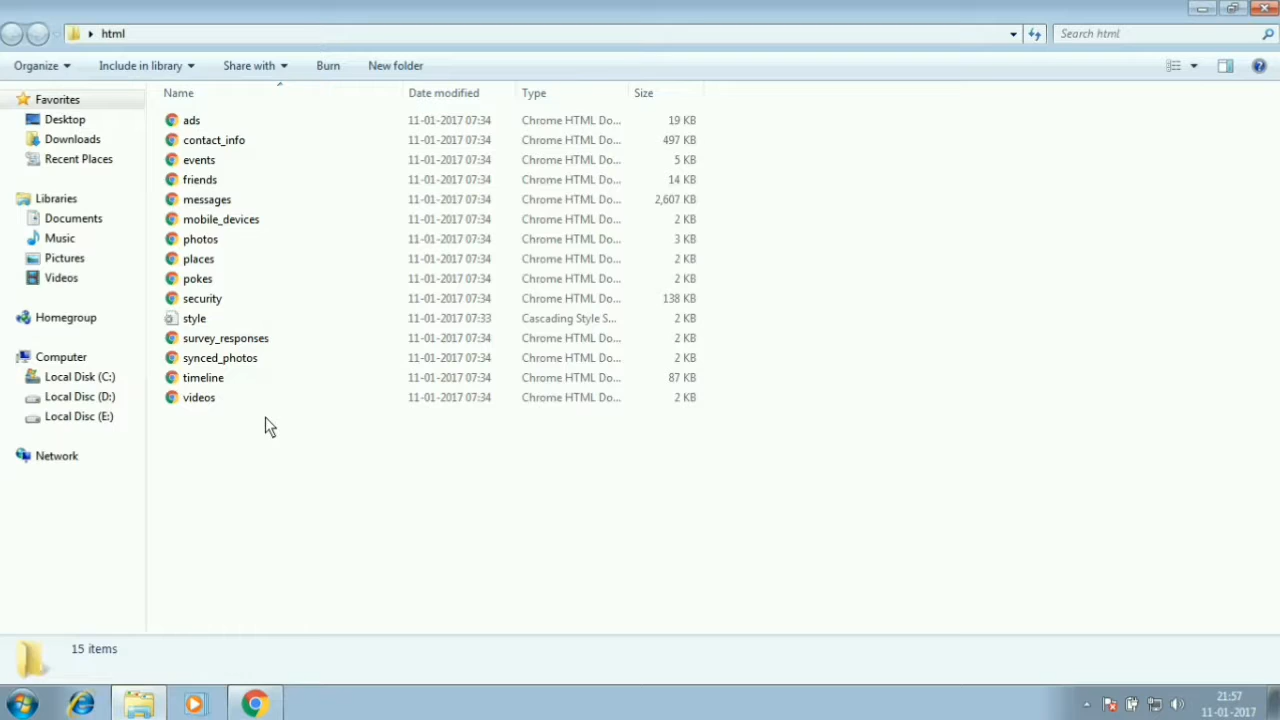 html
Search html
Organize
Include in library
Share with
Burn
New folder
Favorites
Desktop
Downloads
Recent Places
Libraries
Documents
Music
Pictures
Videos
Homegroup
Computer
Local Disk (C:)
Local Disc (D:)
Local Disc (E:)
Network
Name Date modified Type Size
ads 11-01-2017 07:34 Chrome HTML Do... 19 KB
contact_info 11-01-2017 07:34 Chrome HTML Do... 497 KB
events 11-01-2017 07:34 Chrome HTML Do... 5 KB
friends 11-01-2017 07:34 Chrome HTML Do... 14 KB
messages 11-01-2017 07:34 Chrome HTML Do... 2,607 KB
mobile_devices 11-01-2017 07:34 Chrome HTML Do... 2 KB
photos 11-01-2017 07:34 Chrome HTML Do... 3 KB
places 11-01-2017 07:34 Chrome HTML Do... 2 KB
pokes 11-01-2017 07:34 Chrome HTML Do... 2 KB
security 11-01-2017 07:34 Chrome HTML Do... 138 KB
style 11-01-2017 07:33 Cascading Style S... 2 KB
survey_responses 11-01-2017 07:34 Chrome HTML Do... 2 KB
synced_photos 11-01-2017 07:34 Chrome HTML Do... 2 KB
timeline 11-01-2017 07:34 Chrome HTML Do... 87 KB
videos 11-01-2017 07:34 Chrome HTML Do... 2 KB
15 items
21:57
11-01-2017